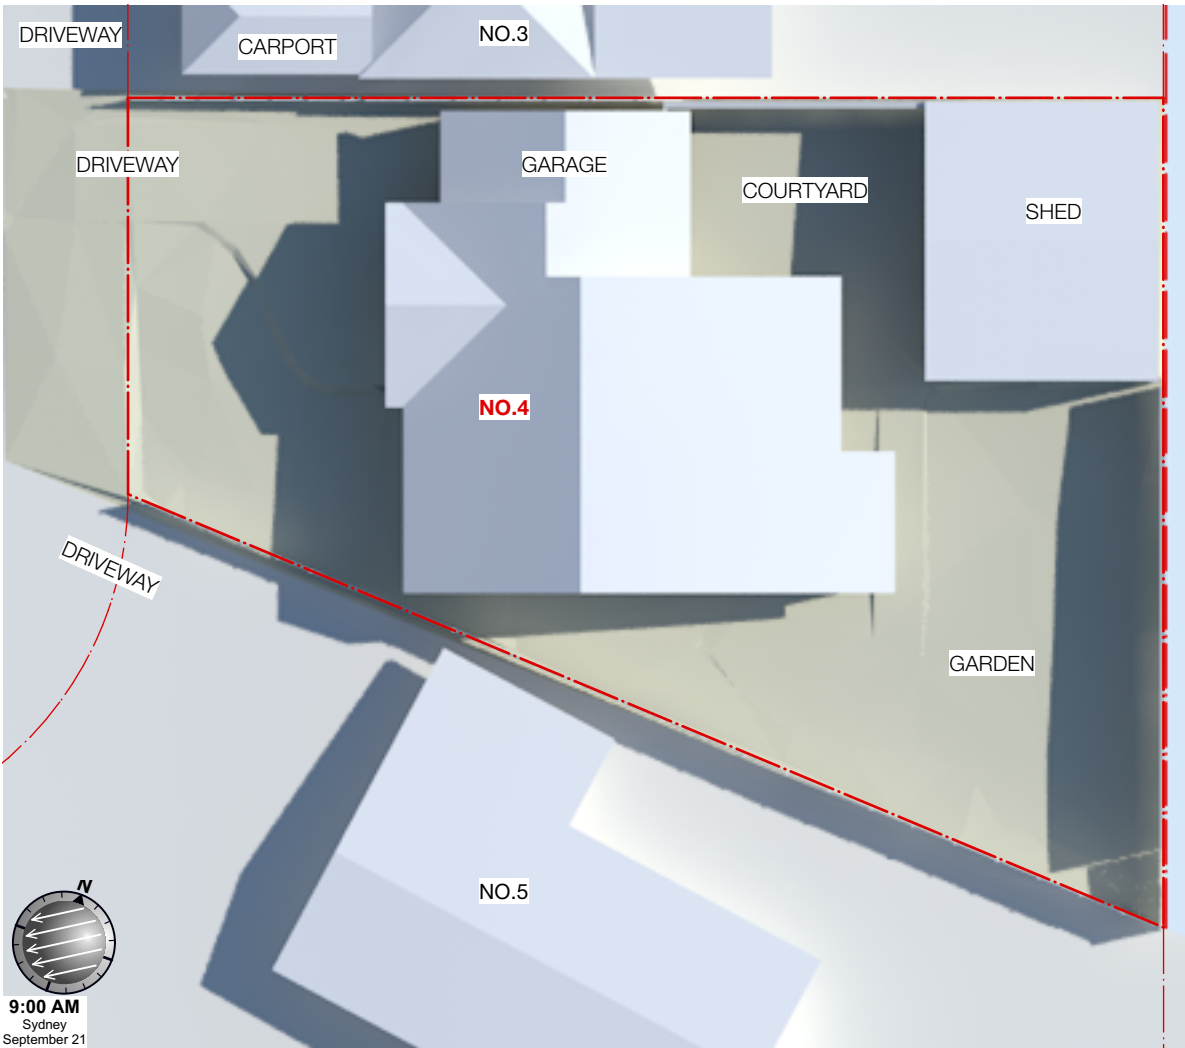 DRIVEWAY
CARPORT
NO.3
DRIVEWAY
GARAGE
COURTYARD
SHED
NO.4
DRIVEWAY
GARDEN
NO.5
N
9:00 AM
Sydney
September 21